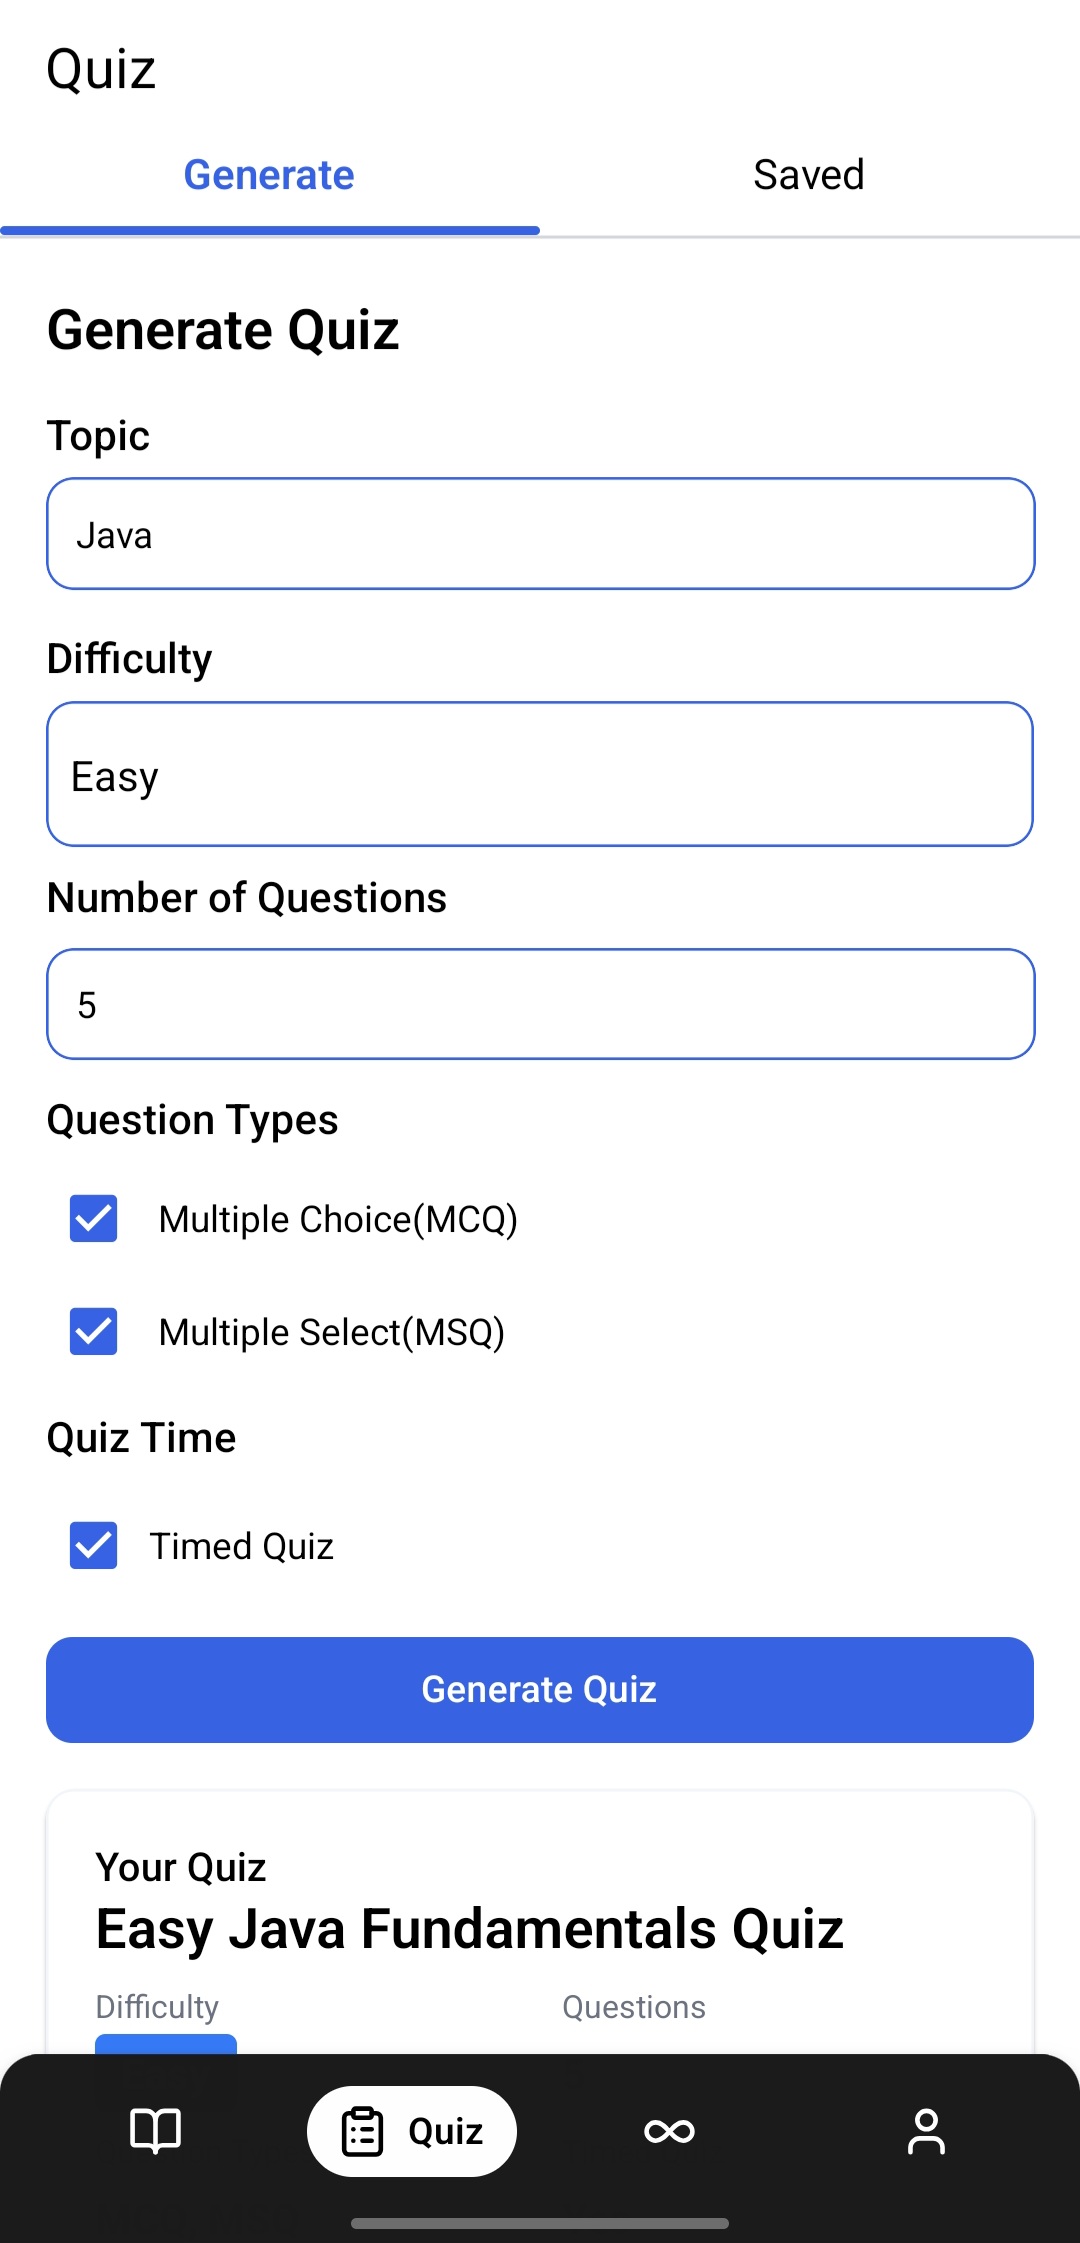 Quiz
Generate Saved
Generate Quiz
Topic
Java
Difficulty
Easy
Number of Questions
5
Question Types
Multiple Choice(MCQ)
Multiple Select(MSQ)
Quiz Time
Timed Quiz
Generate Quiz
Your Quiz
Easy Java Fundamentals Quiz
Difficulty Questions
Quiz